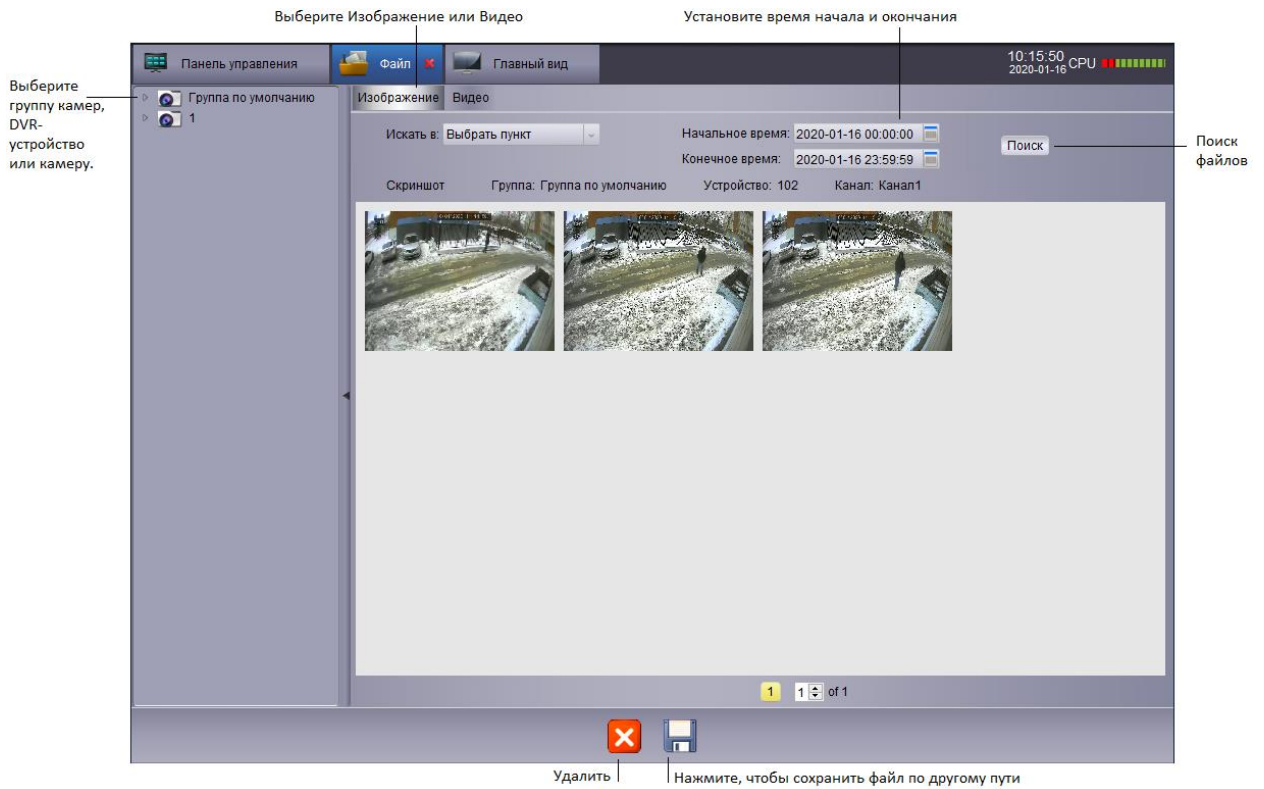 Выберите Изображение или Видео
Установите время начала и окончания
Панель управления
Файл
Главный вид
10:15:50
2020-01-16
CPU
Выберите
группу камер,
DVR-
устройство
или камеру.
Группа по умолчанию
1
Изображение
Видео
Искать в: Выбрать пункт
Начальное время: 2020-01-16 00:00:00
Конечное время: 2020-01-16 23:59:59
Поиск
Поиск
файлов
Скриншот
Группа: Группа по умолчанию
Устройство: 102
Канал: Канал1
1
1 of 1
Удалить
Нажмите, чтобы сохранить файл по другому пути